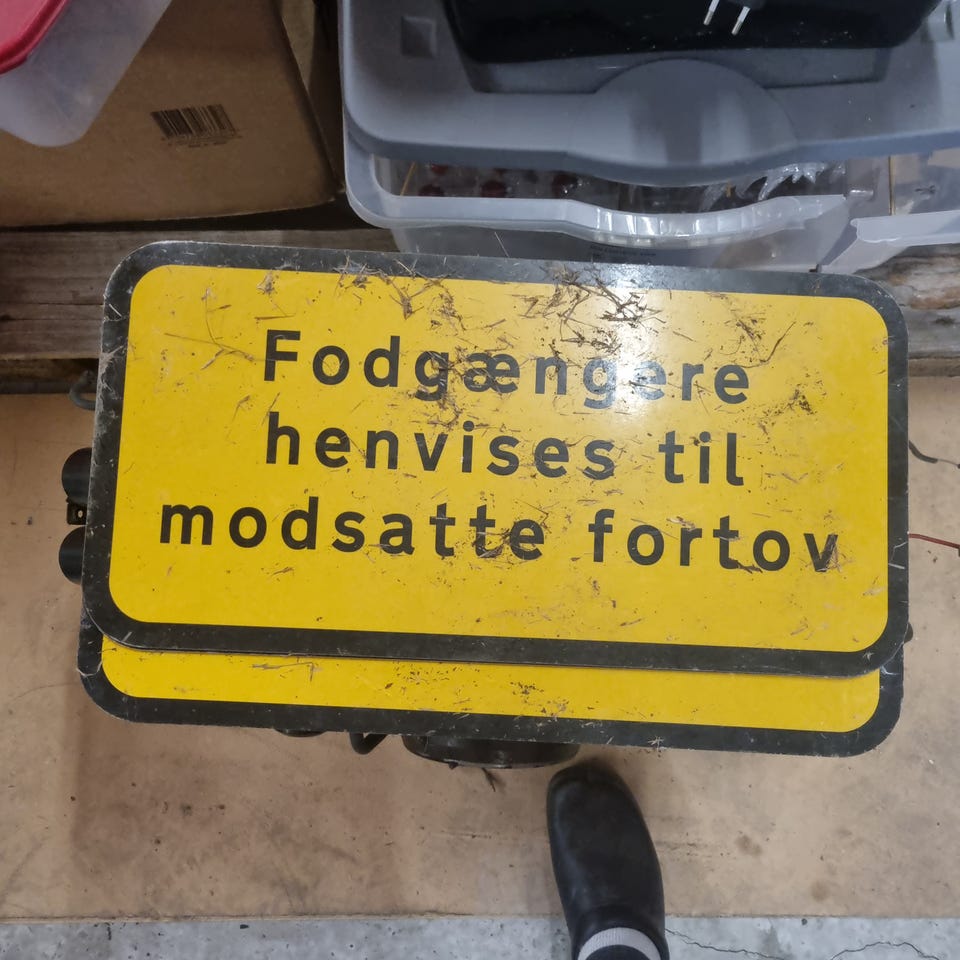 Fodgængere
henvises til
modsatte fortov